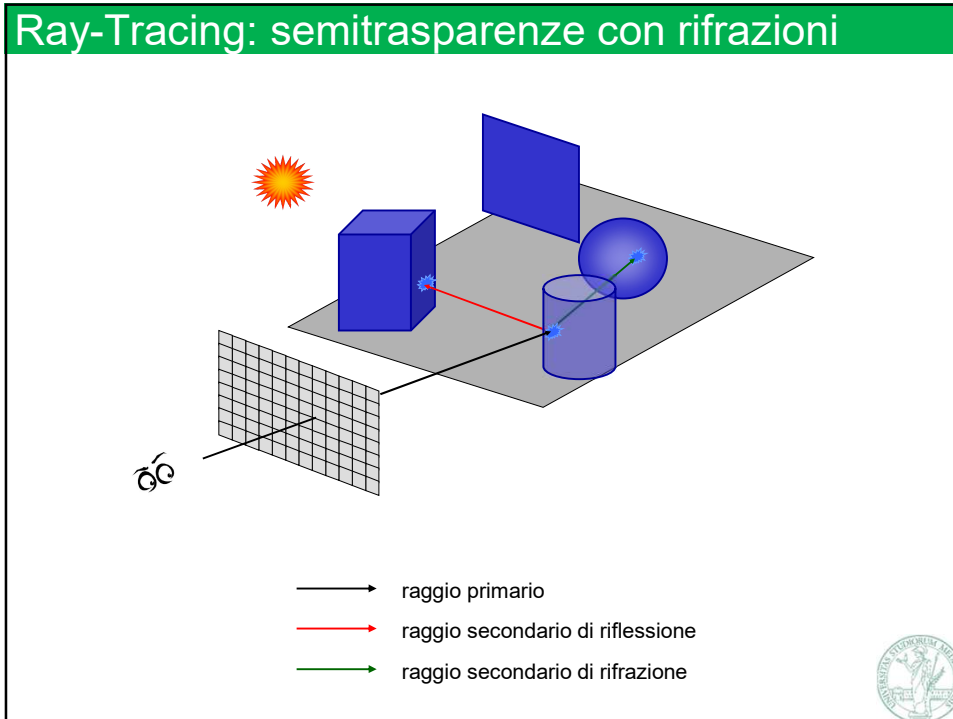 Ray-Tracing: semitrasparenze con rifrazioni
raggio primario
raggio secondario di riflessione
raggio secondario di rifrazione